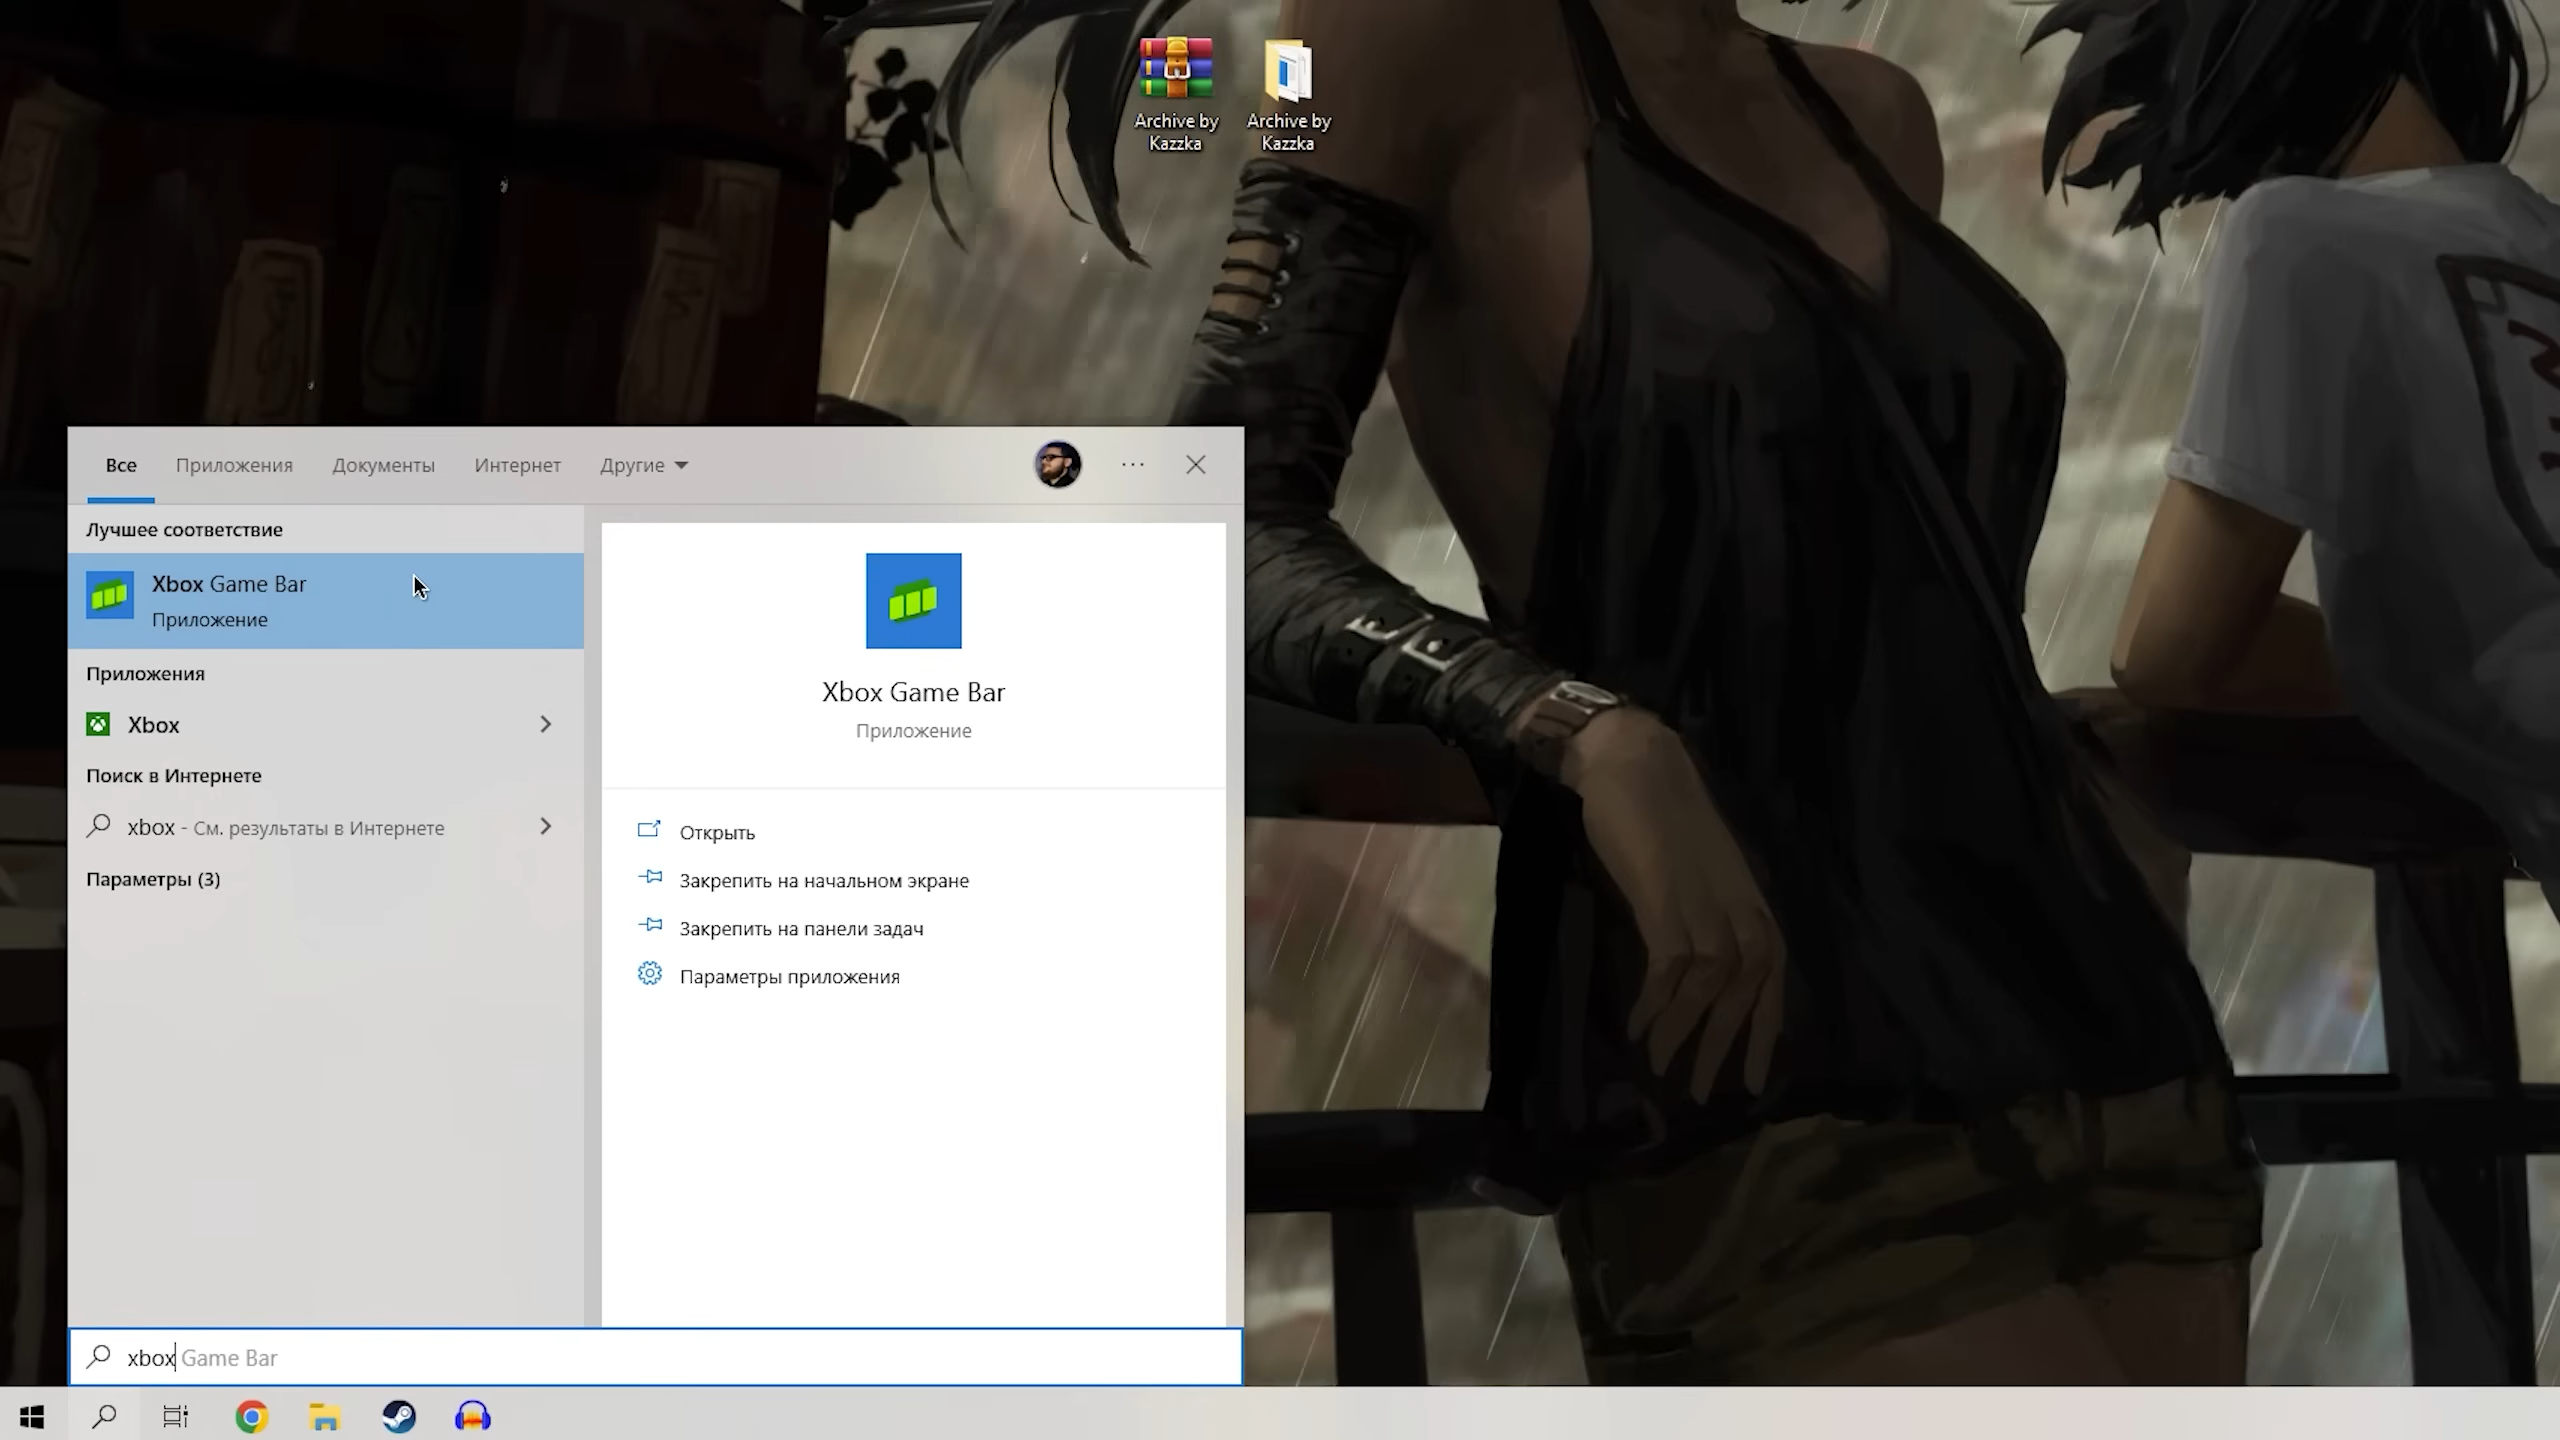 Archive by
Kazzka
Archive by
Kazzka
Все
Приложения
Документы
Интернет
Другие
Лучшее соответствие
Xbox Game Bar
Приложение
Приложения
Xbox
Поиск в Интернете
xbox - См. результаты в Интернете
Параметры (3)
Xbox Game Bar
Приложение
Открыть
Закрепить на начальном экране
Закрепить на панели задач
Параметры приложения
xbox Game Bar